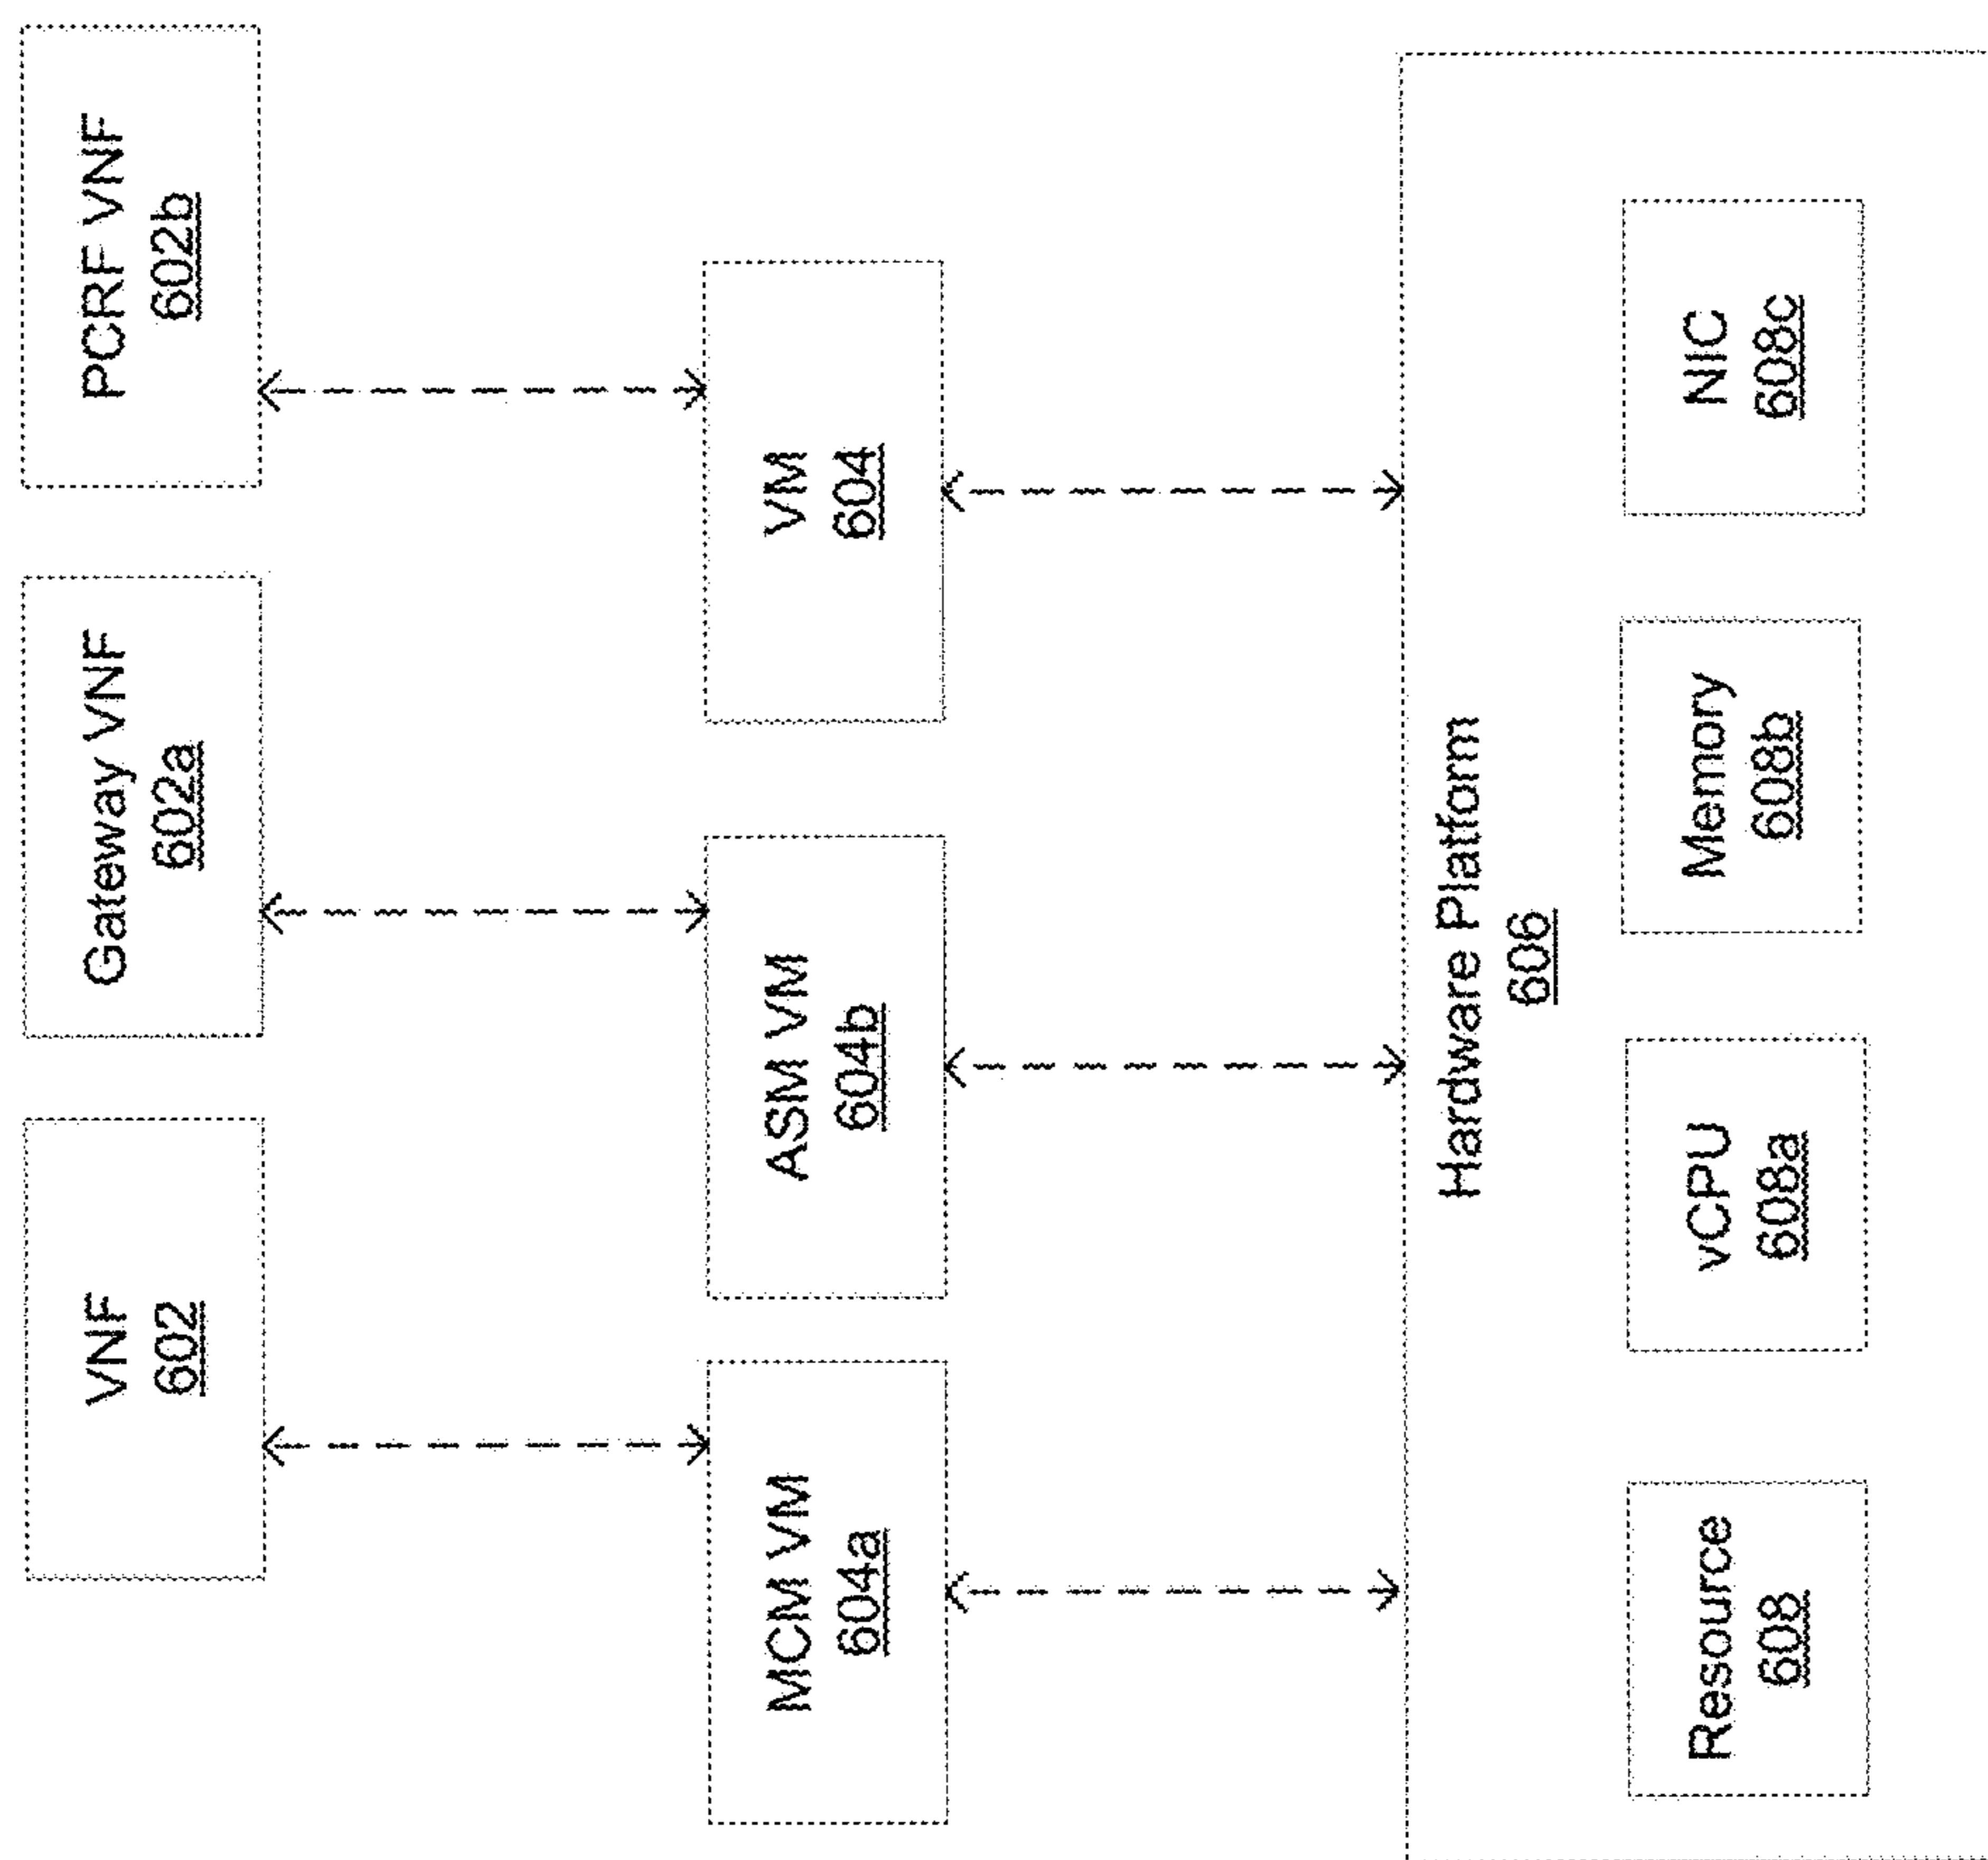 VNF
602
Gateway VNF
602a
PCRF VNF
602b
MCM VM
604a
ASM VM
604b
VM
604
Hardware Platform
606
Resource
608
vCPU
608a
Memory
608b
NIC
608c